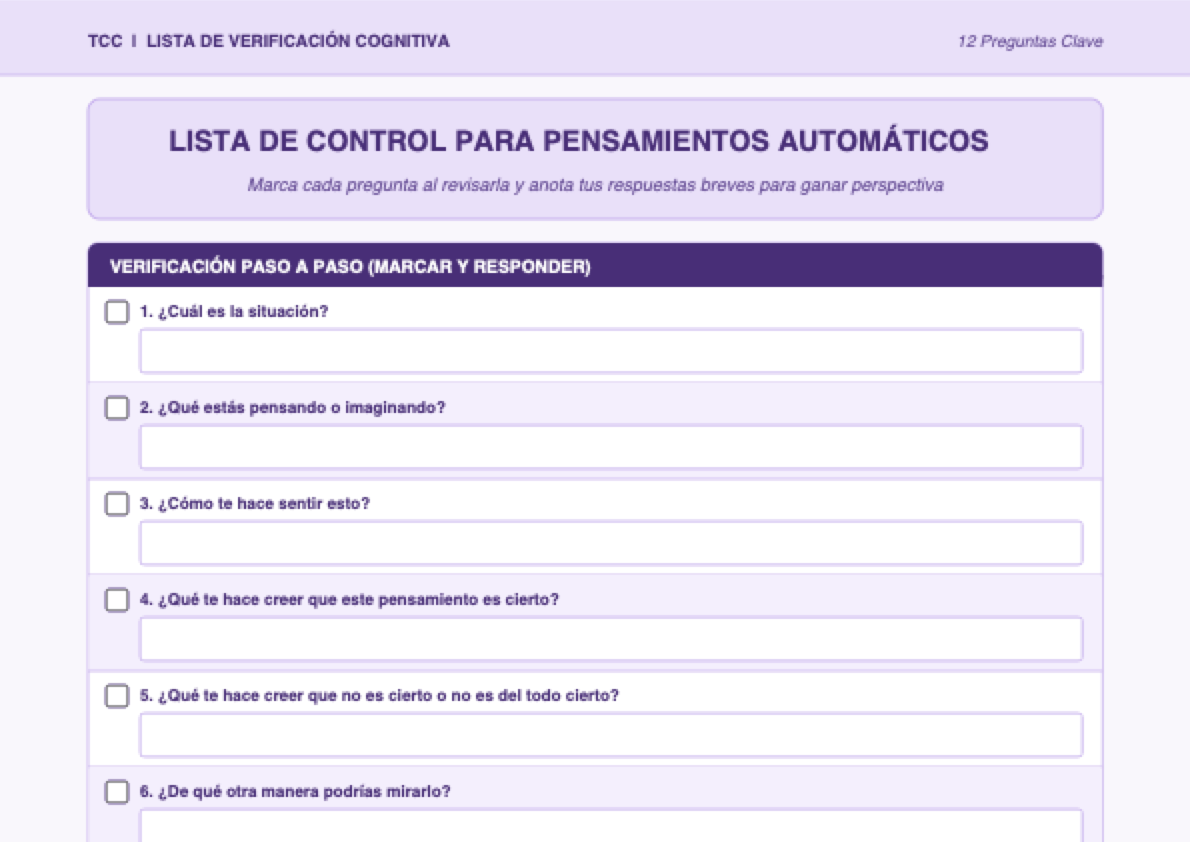 TCC | LISTA DE VERIFICACIÓN COGNITIVA
12 Preguntas Clave
LISTA DE CONTROL PARA PENSAMIENTOS AUTOMÁTICOS
Marca cada pregunta al revisarla y anota tus respuestas breves para ganar perspectiva
VERIFICACIÓN PASO A PASO (MARCAR Y RESPONDER)
1. ¿Cuál es la situación?
2. ¿Qué estás pensando o imaginando?
3. ¿Cómo te hace sentir esto?
4. ¿Qué te hace creer que este pensamiento es cierto?
5. ¿Qué te hace creer que no es cierto o no es del todo cierto?
6. ¿De qué otra manera podrías mirarlo?